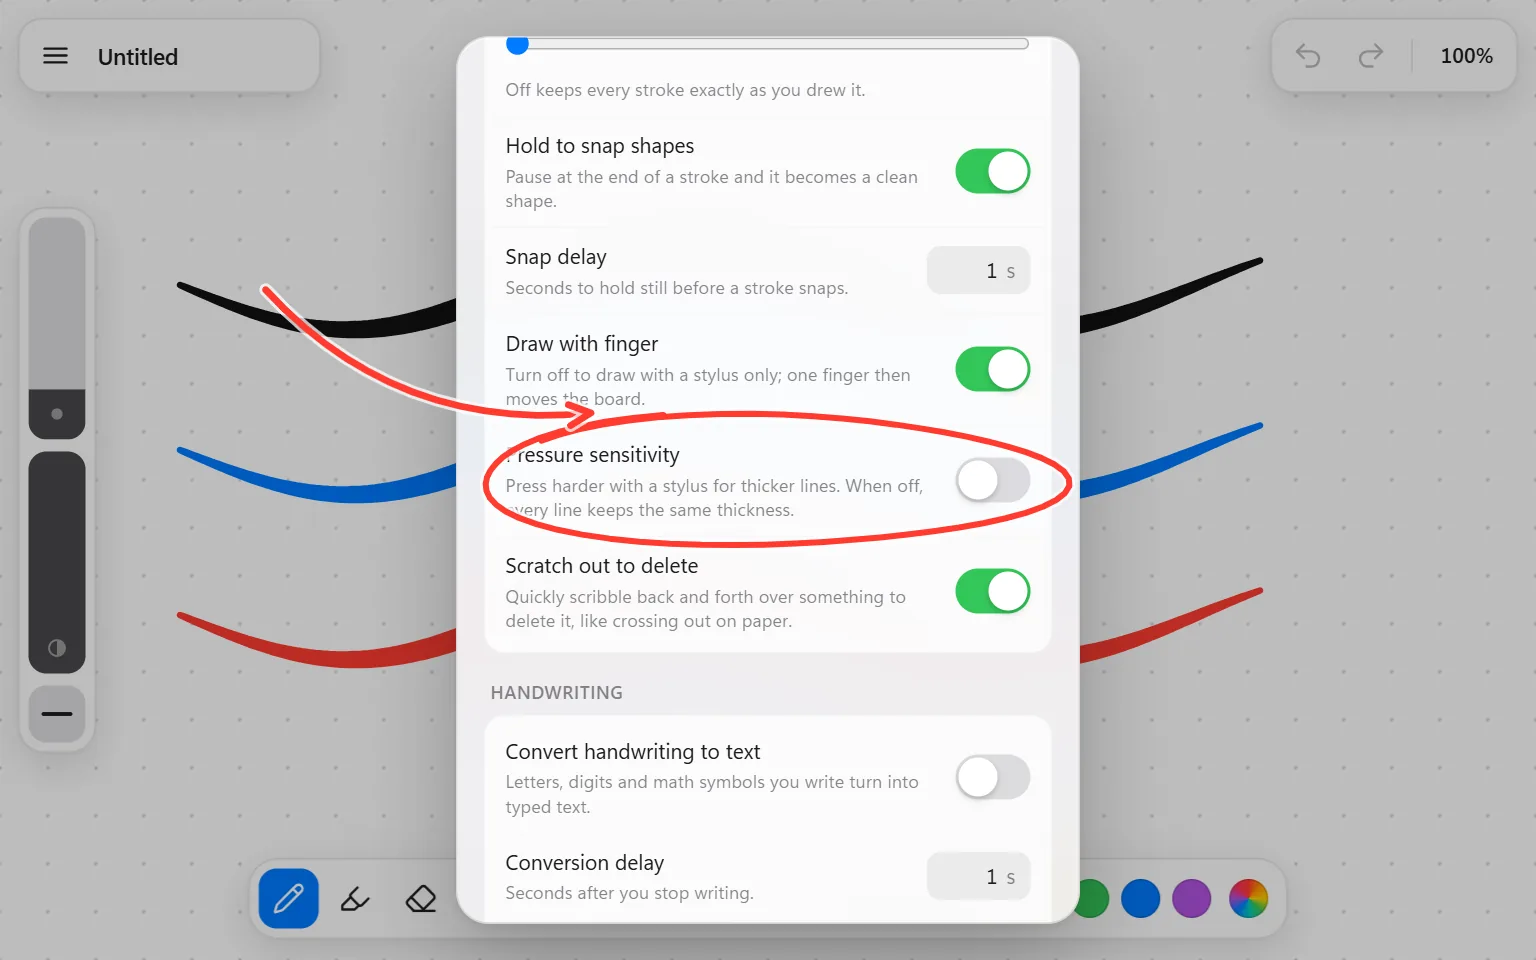 Untitled
100%
Off keeps every stroke exactly as you drew it.
Hold to snap shapes
Pause at the end of a stroke and it becomes a clean
shape.
Snap delay
1 s
Seconds to hold still before a stroke snaps.
Draw with finger
Turn off to draw with a stylus only; one finger then
moves the board.
Pressure sensitivity
Press harder with a stylus for thicker lines. When off,
every line keeps the same thickness.
Scratch out to delete
Quickly scribble back and forth over something to
delete it, like crossing out on paper.
HANDWRITING
Convert handwriting to text
Letters, digits and math symbols you write turn into
typed text.
Conversion delay
1 s
Seconds after you stop writing.